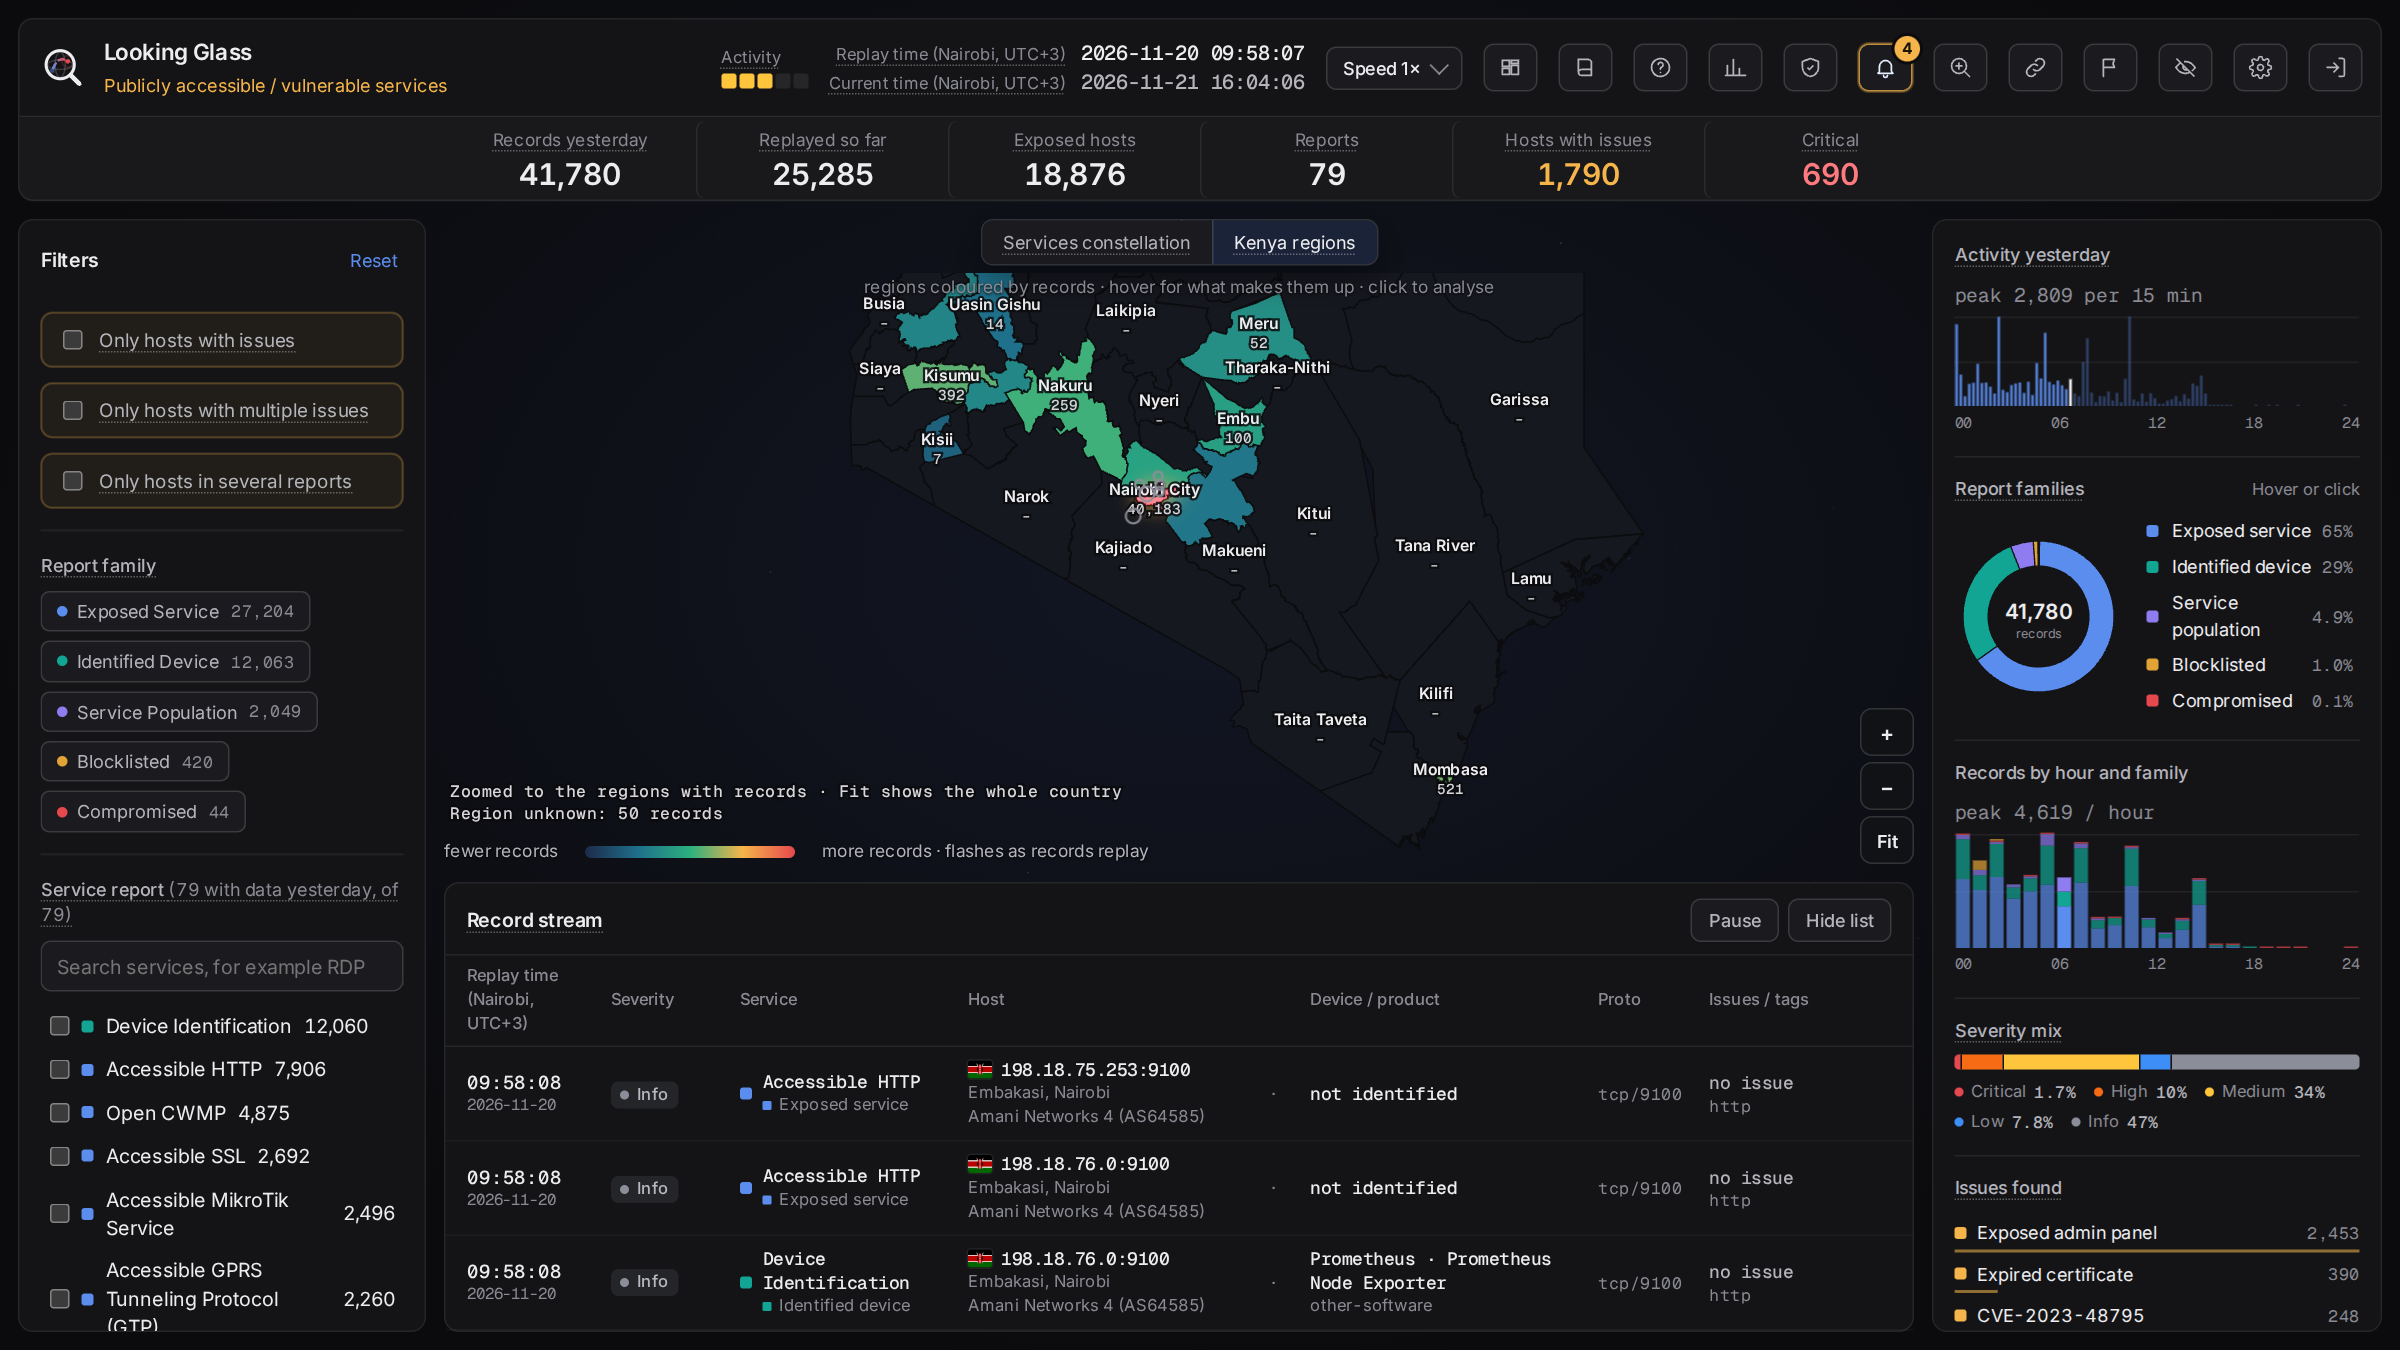 Looking Glass
Publicly accessible / vulnerable services
Activity
Replay time (Nairobi, UTC+3) 2026-11-20 09:58:07
Current time (Nairobi, UTC+3) 2026-11-21 16:04:06
Speed 1×
4
Records yesterday
41,780
Replayed so far
25,285
Exposed hosts
18,876
Reports
79
Hosts with issues
1,790
Critical
690
Filters
Reset
Only hosts with issues
Only hosts with multiple issues
Only hosts in several reports
Report family
Exposed Service 27,204
Identified Device 12,063
Service Population 2,049
Blocklisted 420
Compromised 44
Service report (79 with data yesterday, of
79)
Search services, for example RDP
Device Identification 12,060
Accessible HTTP 7,906
Open CWMP 4,875
Accessible SSL 2,692
Accessible MikroTik
Service
2,496
Accessible GPRS
Tunneling Protocol
(GTP)
2,260
Services constellation
Kenya regions
regions coloured by records · hover for what makes them up · click to analyse
Busia
–
Uasin Gishu
14
Laikipia
–
Meru
52
Siaya
–
Kisumu
392
Nakuru
259
Tharaka-Nithi
–
Nyeri
–
Garissa
–
Embu
100
Kisii
7
Narok
–
Nairobi City
40,183
Kitui
–
Kajiado
–
Makueni
–
Tana River
–
Lamu
–
Kilifi
–
Taita Taveta
–
Mombasa
521
Zoomed to the regions with records · Fit shows the whole country
Region unknown: 50 records
fewer records
more records · flashes as records replay
+
−
Fit
Record stream
Pause
Hide list
Replay time
(Nairobi,
UTC+3)
Severity
Service
Host
Device / product
Proto
Issues / tags
09:58:08
2026-11-20
Info
Accessible HTTP
Exposed service
198.18.75.253:9100
Embakasi, Nairobi
Amani Networks 4 (AS64585)
·
not identified
tcp/9100
no issue
http
09:58:08
2026-11-20
Info
Accessible HTTP
Exposed service
198.18.76.0:9100
Embakasi, Nairobi
Amani Networks 4 (AS64585)
·
not identified
tcp/9100
no issue
http
09:58:08
2026-11-20
Info
Device
Identification
Identified device
198.18.76.0:9100
Embakasi, Nairobi
Amani Networks 4 (AS64585)
·
Prometheus · Prometheus
Node Exporter
other-software
tcp/9100
no issue
http
Activity yesterday
peak 2,809 per 15 min
00 06 12 18 24
Report families
Hover or click
41,780
records
Exposed service 65%
Identified device 29%
Service
population
4.9%
Blocklisted 1.0%
Compromised 0.1%
Records by hour and family
peak 4,619 / hour
00 06 12 18 24
Severity mix
Critical 1.7% High 10% Medium 34%
Low 7.8% Info 47%
Issues found
Exposed admin panel 2,453
Expired certificate 390
CVE-2023-48795 248